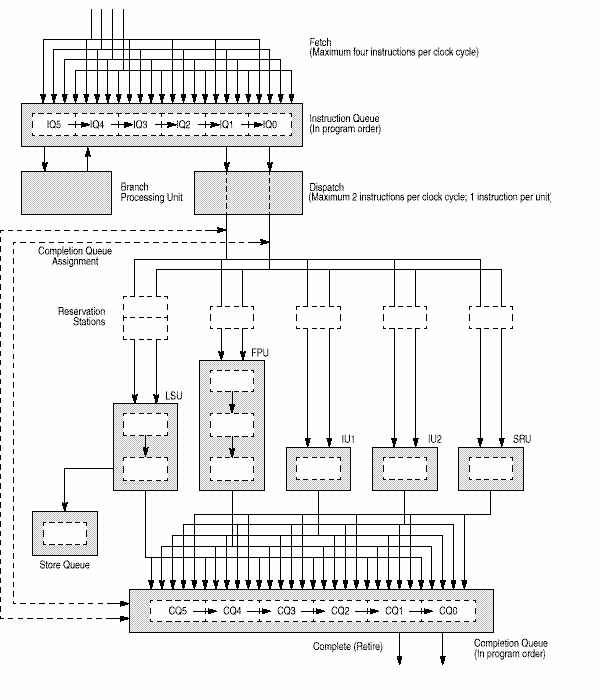 Fetch
(Maximum four instructions per clock cycle)
IQ5 IQ4 IQ3 IQ2 IQ1 IQ0
Instruction Queue
(In program order)
Branch
Processing Unit
Dispatch
(Maximum 2 instructions per clock cycle; 1 instruction per unit)
Completion Queue
Assignment
Reservation
Stations
FPU
LSU
IU1
IU2
SRU
Store Queue
CQ5 CQ4 CQ3 CQ2 CQ1 CQ0
Complete (Retire)
Completion Queue
(In program order)